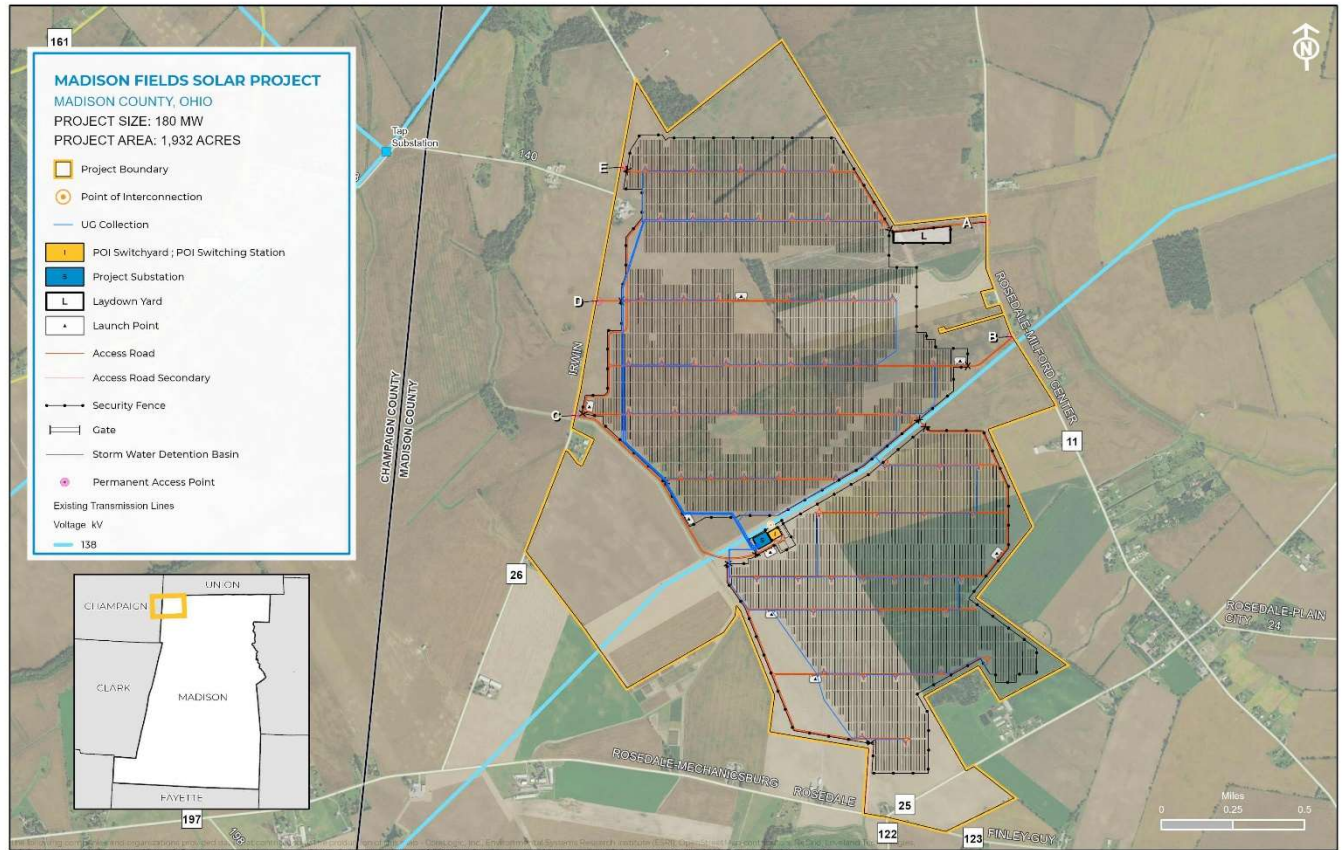 161
MADISON FIELDS SOLAR PROJECT
MADISON COUNTY, OHIO
PROJECT SIZE: 180 MW
PROJECT AREA: 1,932 ACRES
Project Boundary
Point of Interconnection
UG Collection
POI Switchyard ; POI Switching Station
S
Project Substation
L
Laydown Yard
Launch Point
Access Road
Access Road Secondary
Security Fence
Gate
Storm Water Detention Basin
Permanent Access Point
Existing Transmission Lines
Voltage kV
138
Tap
Substation
140
N
E
A
L
D
B
ROSEDALE-MILFORD CENTER
IRWIN
C
CHAMPAIGN COUNTY
MADISON COUNTY
11
S
26
ROSEDALE-PLAIN
CITY 24
UNION
CHAMPAIGN
CLARK
MADISON
FAYETTE
ROSEDALE-MECHANICSBURG
ROSEDALE
25
Miles
0 0.25 0.5
197
198
122
123
FINLEY-GUY